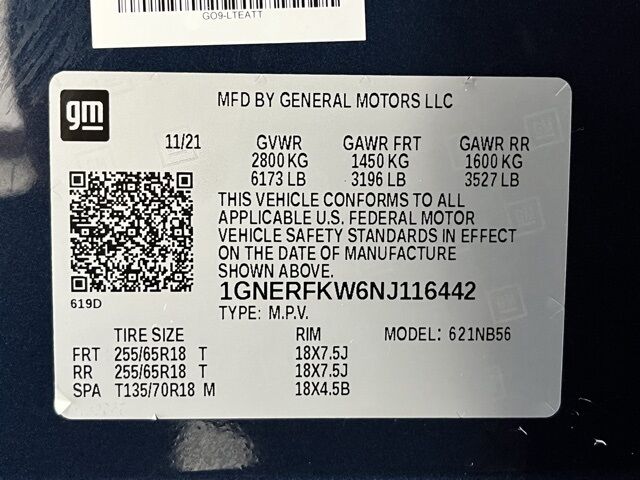 GO9-LTEATT
gm
MFD BY GENERAL MOTORS LLC
11/21 GVWR GAWR FRT GAWR RR
2800 KG 1450 KG 1600 KG
6173 LB 3196 LB 3527 LB
THIS VEHICLE CONFORMS TO ALL
APPLICABLE U.S. FEDERAL MOTOR
VEHICLE SAFETY STANDARDS IN EFFECT
ON THE DATE OF MANUFACTURE
SHOWN ABOVE.
619D
1GNERFKW6NJ116442
TYPE: M.P.V.
TIRE SIZE RIM MODEL: 621NB56
FRT 255/65R18 T 18X7.5J
RR 255/65R18 T 18X7.5J
SPA T135/70R18 M 18X4.5B